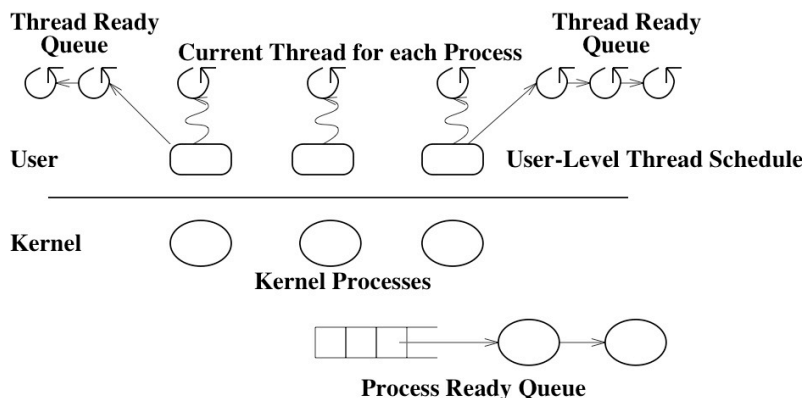 Thread Ready
Queue
Current Thread for each Process
Thread Ready
Queue
User
User-Level Thread Schedule
Kernel
Kernel Processes
Process Ready Queue